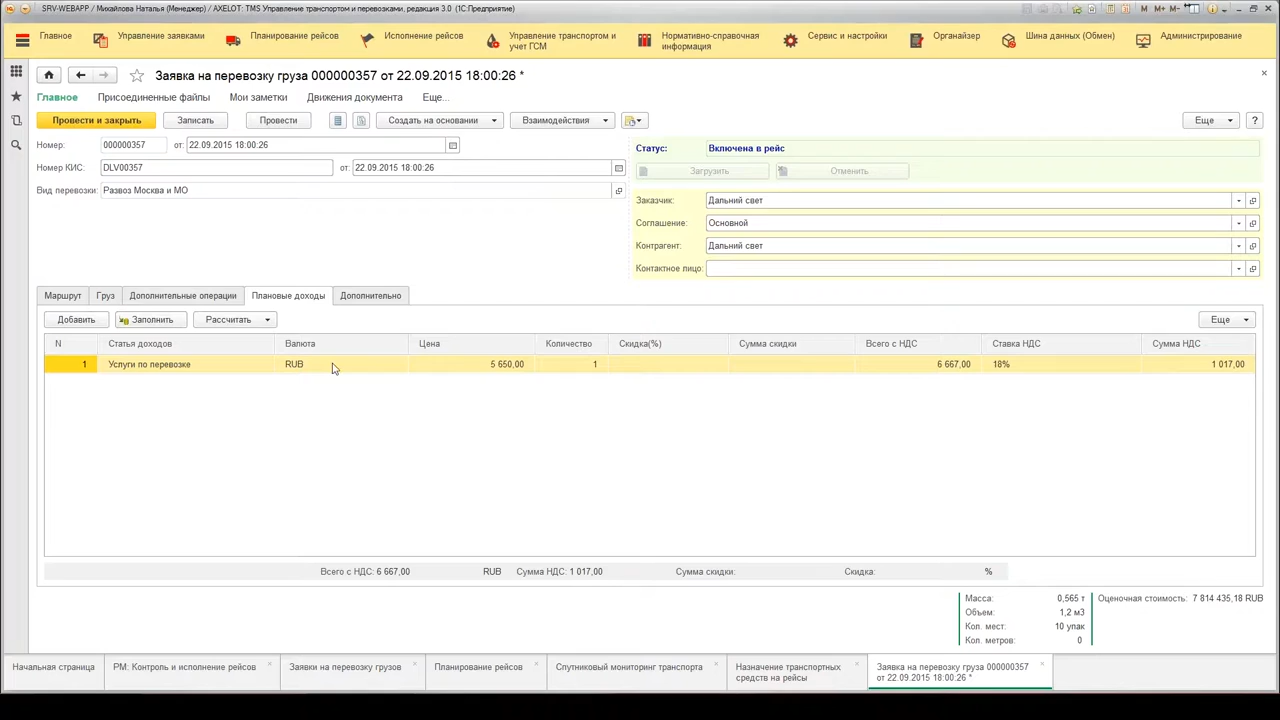 SRV-WEBAPP / Михайлова Наталья (Менеджер) / AXELOT: TMS Управление транспортом и перевозками, редакция 3.0 (1С:Предприятие)
M M+ M-
Главное
Управление заявками
Планирование рейсов
Исполнение рейсов
Управление транспортом и учет ГСМ
Нормативно-справочная информация
Сервис и настройки
Органайзер
Шина данных (Обмен)
Администрирование
Заявка на перевозку груза 000000357 от 22.09.2015 18:00:26 *
Главное Присоединенные файлы Мои заметки Движения документа Еще...
Провести и закрыть Записать Провести Создать на основании Взаимодействия Еще ?
Номер: 000000357 от: 22.09.2015 18:00:26
Номер КИС: DLV00357 от: 22.09.2015 18:00:26
Вид перевозки: Развоз Москва и МО
Статус: Включена в рейс
Загрузить Отменить
Заказчик: Дальний свет
Соглашение: Основной
Контрагент: Дальний свет
Контактное лицо:
Маршрут Груз Дополнительные операции Плановые доходы Дополнительно
Добавить Заполнить Рассчитать Еще
N Статья доходов Валюта Цена Количество Скидка(%) Сумма скидки Всего с НДС Ставка НДС Сумма НДС
1 Услуги по перевозке RUB 5 650,00 1 6 667,00 18% 1 017,00
Всего с НДС: 6 667,00 RUB Сумма НДС: 1 017,00 Сумма скидки: Скидка: %
Масса: 0,565 т Оценочная стоимость: 7 814 435,18 RUB
Объем: 1,2 м3
Кол. мест: 10 упак
Кол. метров: 0
Начальная страница
РМ: Контроль и исполнение рейсов
Заявки на перевозку грузов
Планирование рейсов
Спутниковый мониторинг транспорта
Назначение транспортных средств на рейсы
Заявка на перевозку груза 000000357 от 22.09.2015 18:00:26 *